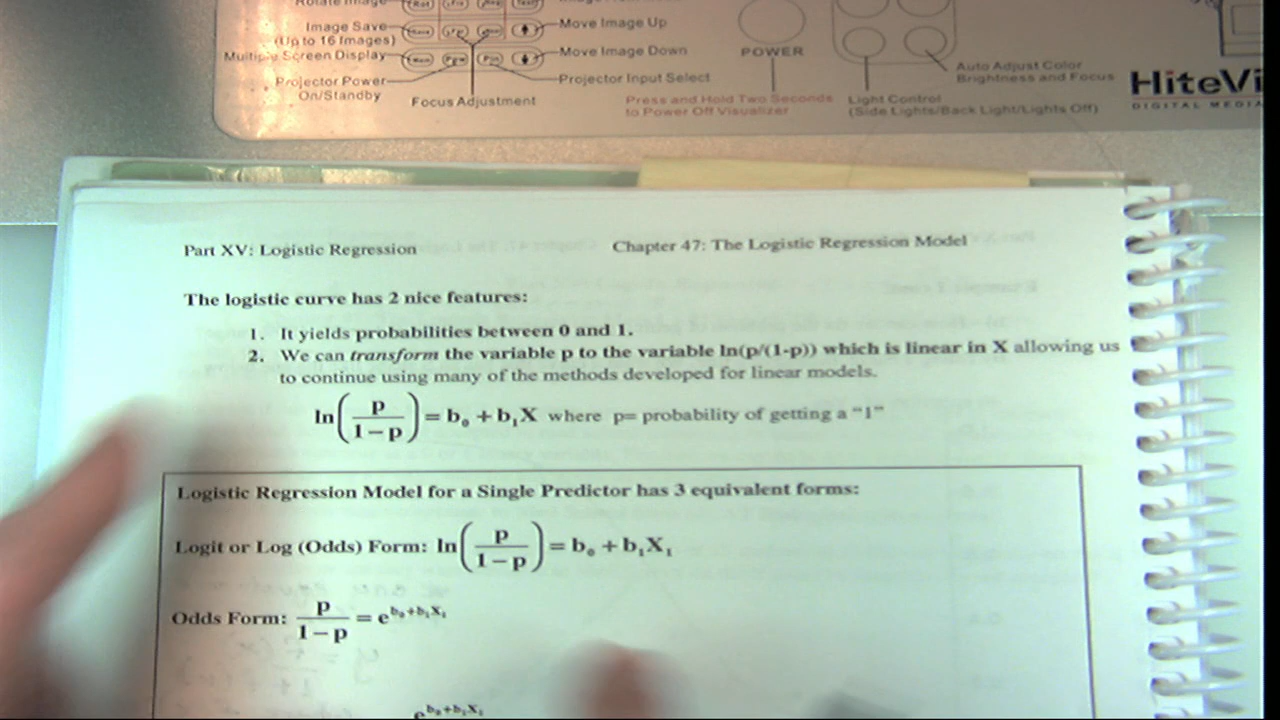 Rotate Image
Image Save
(Up to 16 Images)
Multiple Screen Display
Projector Power
On/Standby
Focus Adjustment
Move Image Up
Move Image Down
Projector Input Select
POWER
Press and Hold Two Seconds
to Power Off Visualizer
Light Control
(Side Lights/Back Light/Lights Off)
Auto Adjust Color
Brightness and Focus
HiteVi
DIGITAL MEDIA
Part XV: Logistic Regression Chapter 47: The Logistic Regression Model
The logistic curve has 2 nice features:
1. It yields probabilities between 0 and 1.
2. We can transform the variable p to the variable ln(p/(1-p)) which is linear in X allowing us
to continue using many of the methods developed for linear models.
ln(p/(1−p)) = b₀ + b₁X where p= probability of getting a “1”
Logistic Regression Model for a Single Predictor has 3 equivalent forms:
Logit or Log (Odds) Form: ln(p/(1−p)) = b₀ + b₁X₁
Odds Form: p/(1−p) = e^(b₀+b₁X₁)
e^(b₀+b₁X₁)